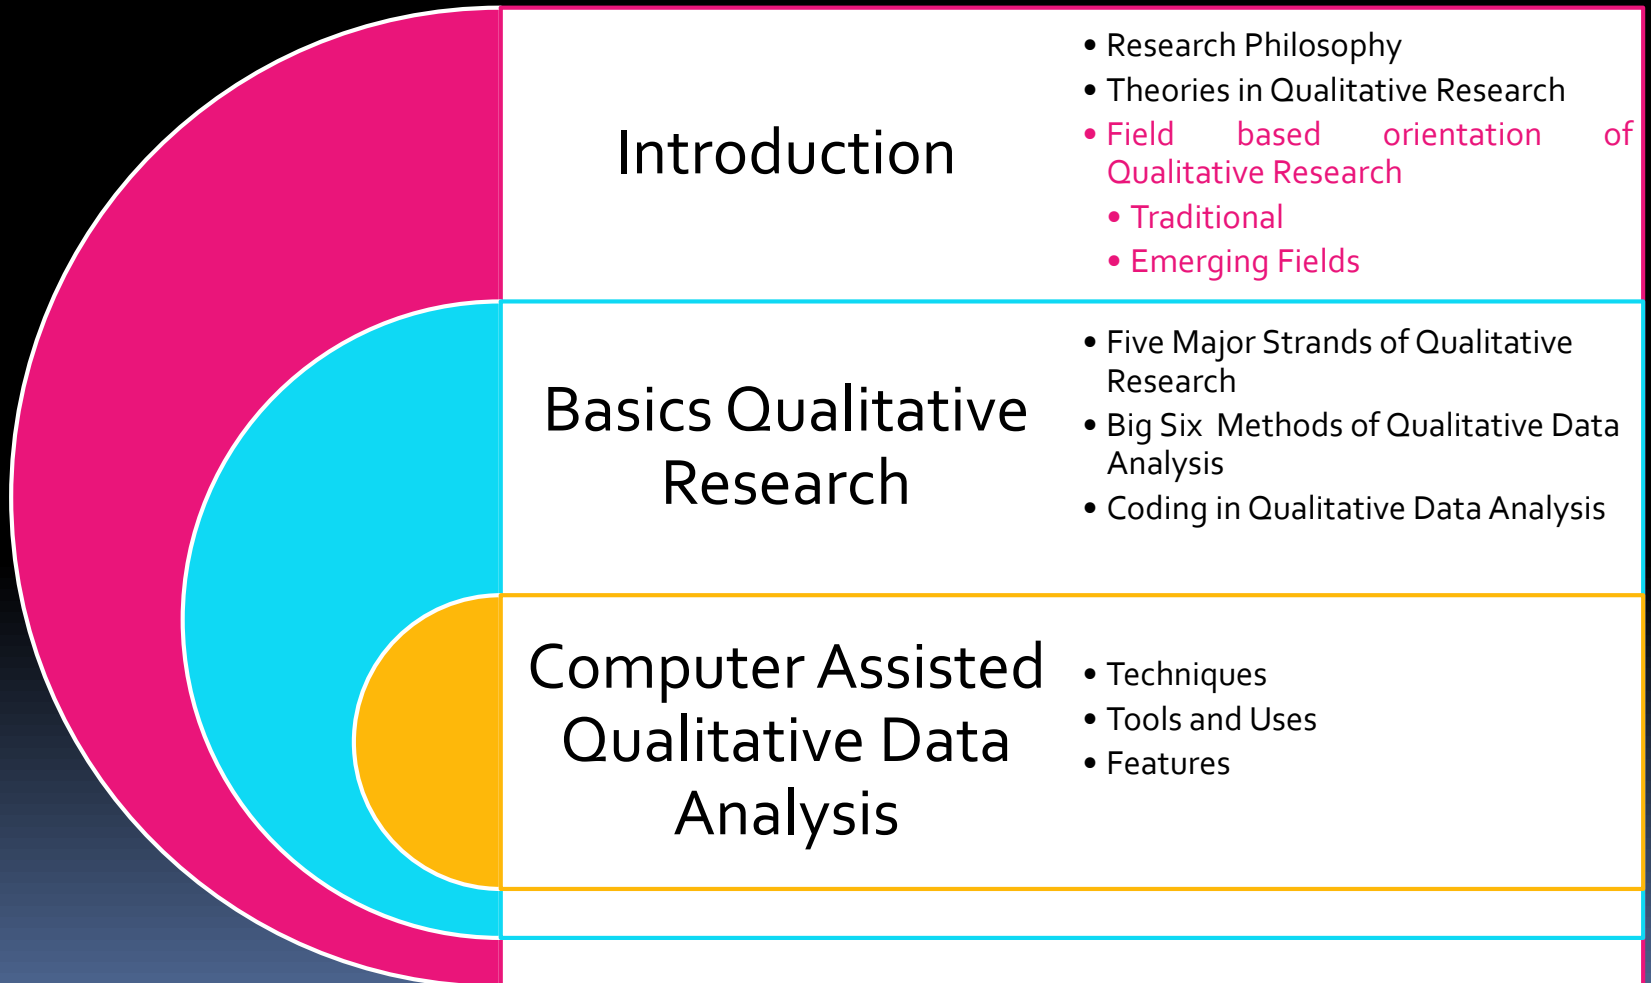 Introduction
• Research Philosophy
• Theories in Qualitative Research
• Field based orientation of
Qualitative Research
• Traditional
• Emerging Fields
Basics Qualitative
Research
• Five Major Strands of Qualitative
Research
• Big Six Methods of Qualitative Data
Analysis
• Coding in Qualitative Data Analysis
Computer Assisted
Qualitative Data
Analysis
• Techniques
• Tools and Uses
• Features